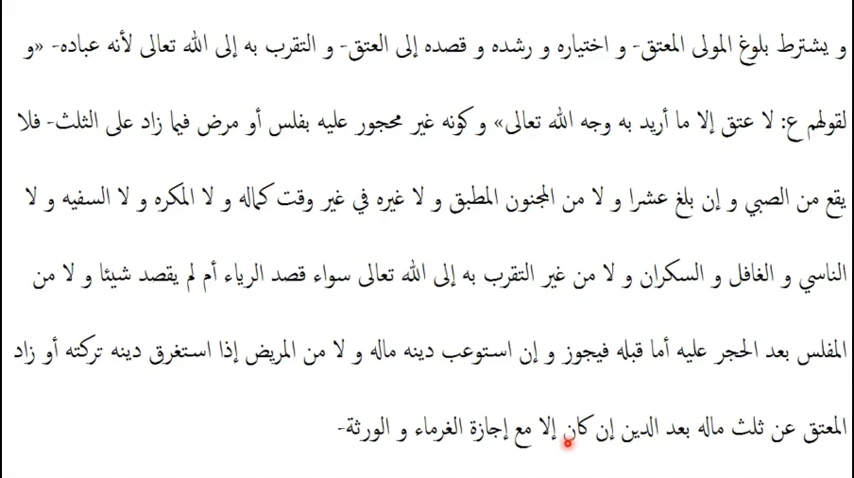 و يشترط بلوغ المولى المعتق- و اختياره و رشده و قصده إلى العتق- و التقرب به إلى الله تعالى لأنه عباده- «و
لقولهم ع: لا عتق إلا ما أريد به وجه الله تعالى» و كونه غير محجور عليه بفلس أو مرض فيما زاد على الثلث- فلا
يقع من الصبي و إن بلغ عشرا و لا من المجنون المطبق و لا غيره في غير وقت كماله و لا المكره و لا السفيه و لا
الناسي و الغافل و السكران و لا من غير التقرب به إلى الله تعالى سواء قصد الرياء أم لم يقصد شيئا و لا من
المفلس بعد الحجر عليه أما قبله فيجوز و إن استوعب دينه ماله و لا من المريض إذا استغرق دينه تركته أو زاد
المعتق عن ثلث ماله بعد الدين إن كان إلا مع إجازة الغرماء و الورثة-